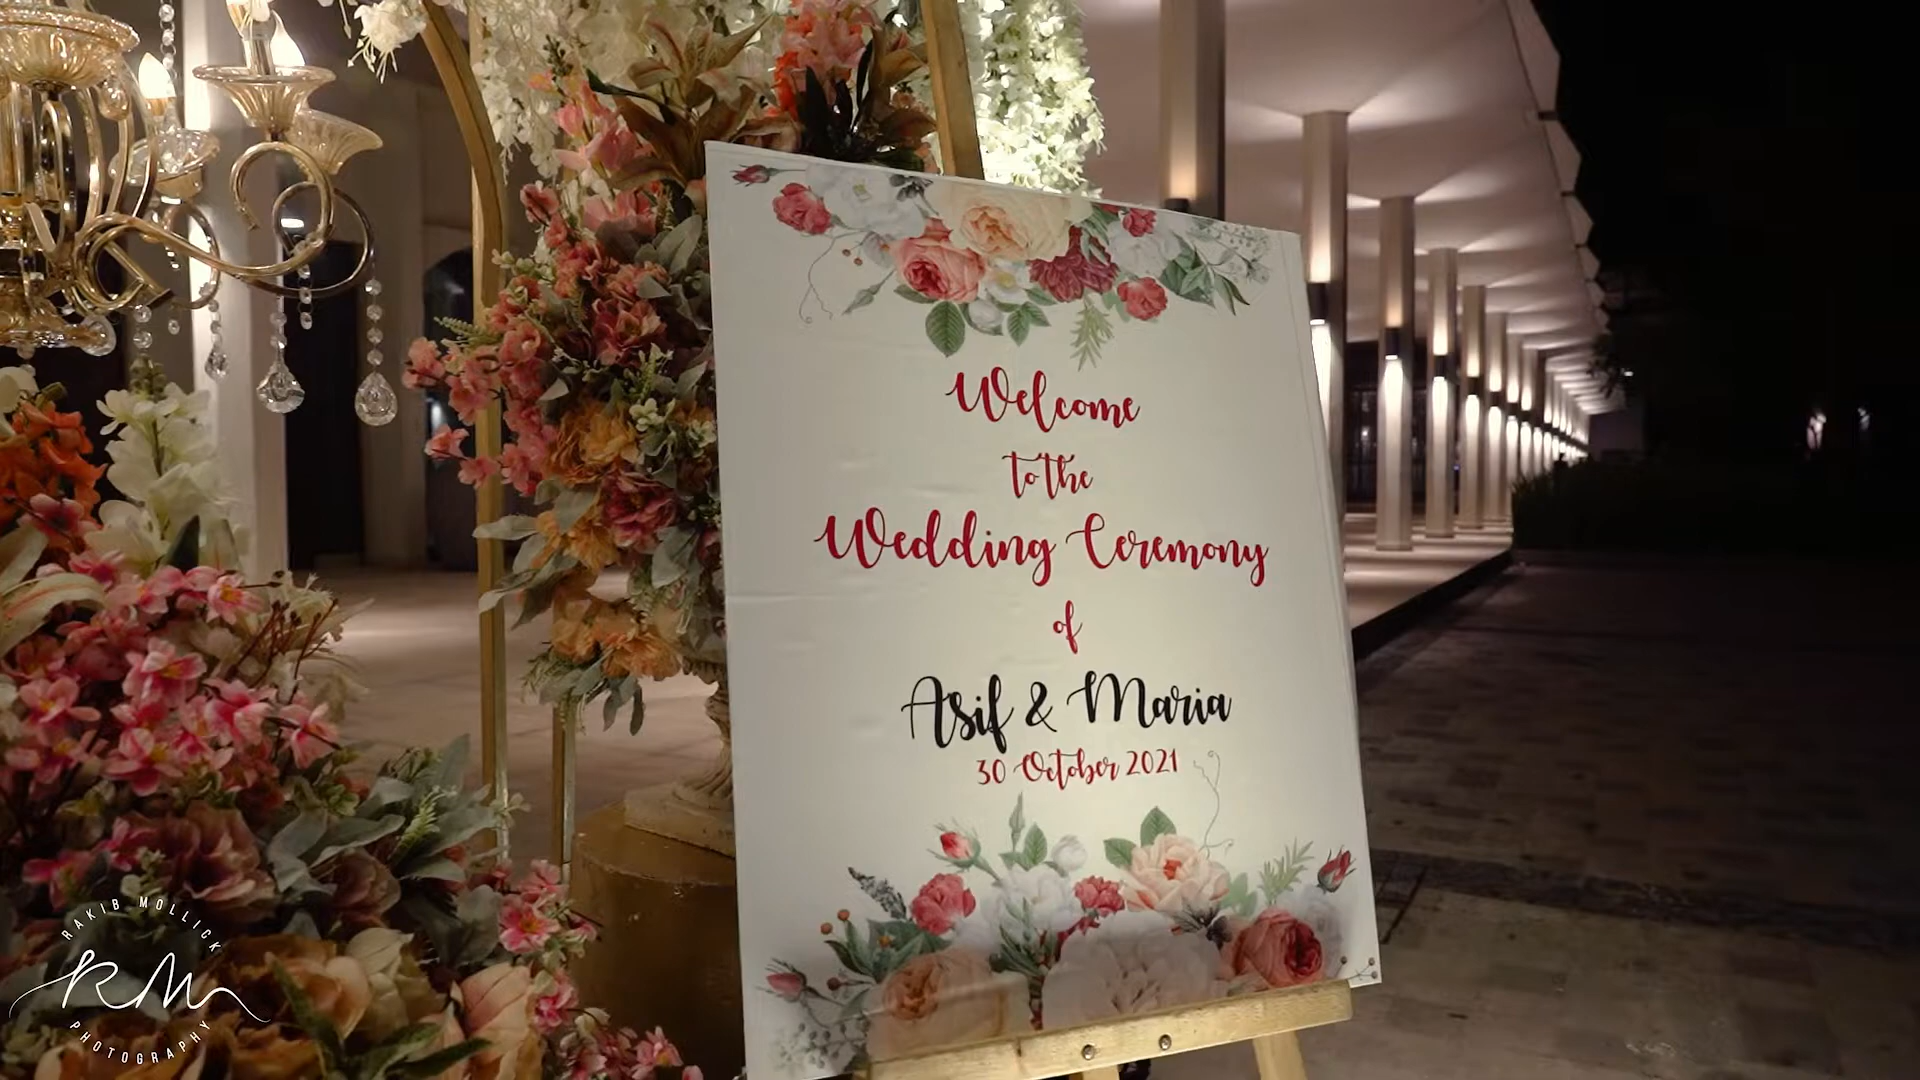 Welcome
to the
Wedding Ceremony
of
Asif & Maria
30 October 2021
RAKIB MOLLICK
RM
PHOTOGRAPHY